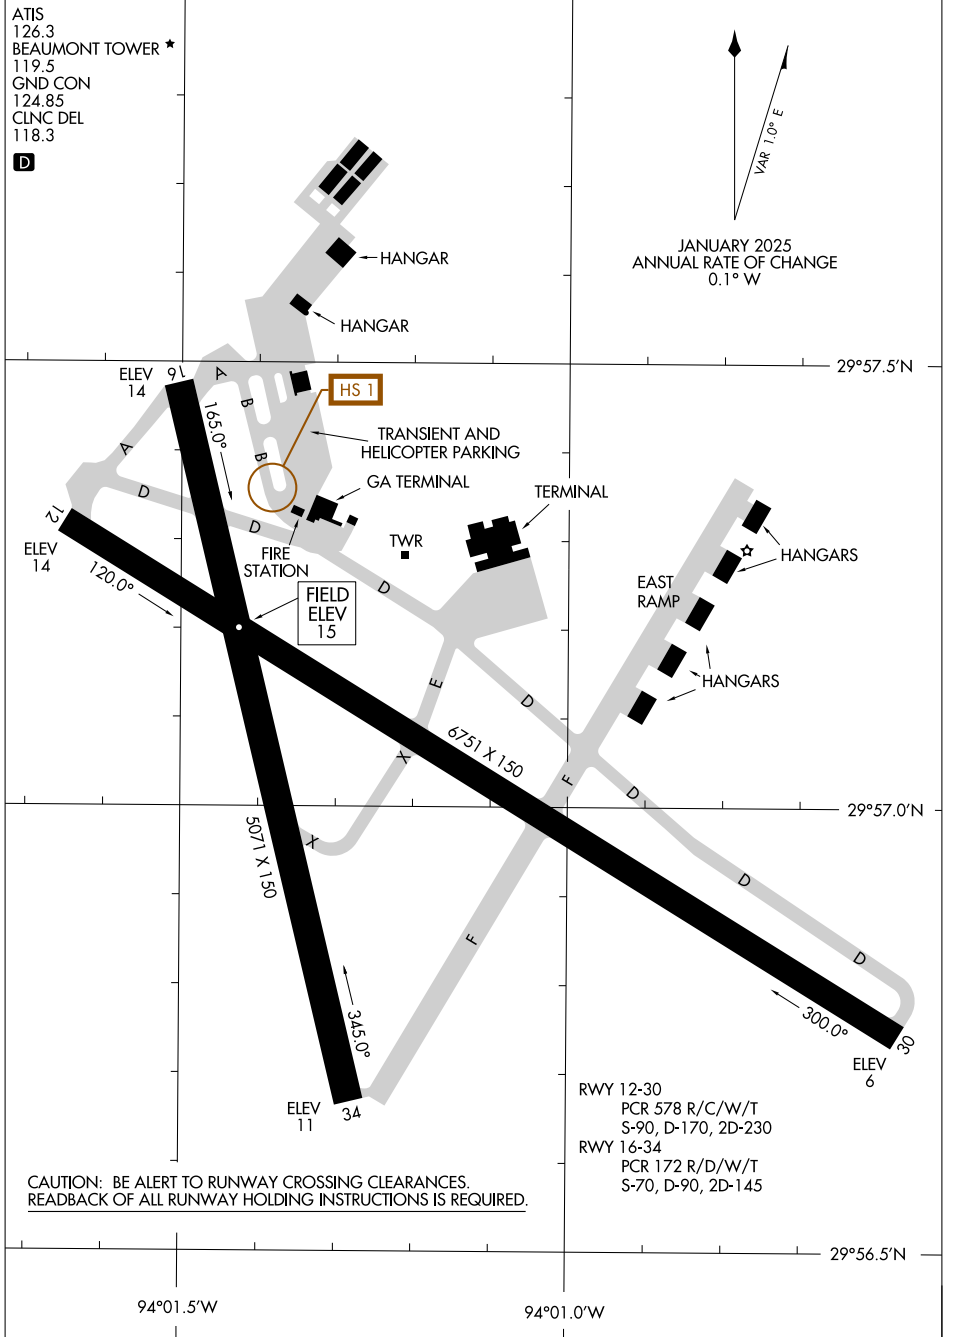 ATIS
126.3
BEAUMONT TOWER ★
119.5
GND CON
124.85
CLNC DEL
118.3
D
VAR 1.0° E
JANUARY 2025
ANNUAL RATE OF CHANGE
0.1° W
HANGAR
HANGAR
29°57.5'N
ELEV
14
16
A
165.0°
B
HS 1
B
A
TRANSIENT AND
HELICOPTER PARKING
GA TERMINAL
TERMINAL
D
D
12
ELEV
14
120.0°
FIRE
STATION
TWR
HANGARS
EAST
RAMP
FIELD
ELEV
15
D
HANGARS
E
D
X
6751 X 150
F
D
29°57.0'N
5071 X 150
X
D
F
D
345.0°
300.0°
30
ELEV
6
ELEV
11
34
RWY 12-30
PCR 578 R/C/W/T
S-90, D-170, 2D-230
RWY 16-34
PCR 172 R/D/W/T
S-70, D-90, 2D-145
CAUTION: BE ALERT TO RUNWAY CROSSING CLEARANCES.
READBACK OF ALL RUNWAY HOLDING INSTRUCTIONS IS REQUIRED.
29°56.5'N
94°01.5'W
94°01.0'W